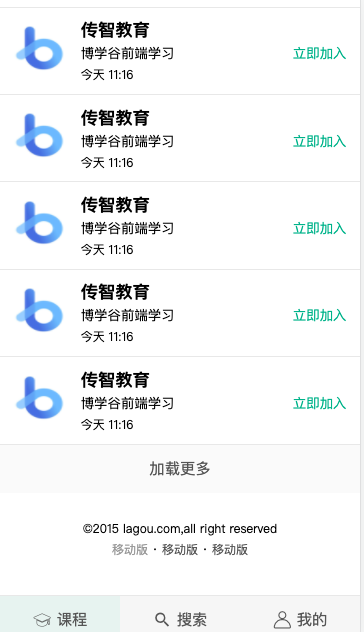 传智教育
博学谷前端学习
立即加入
今天 11:16
传智教育
博学谷前端学习
立即加入
今天 11:16
传智教育
博学谷前端学习
立即加入
今天 11:16
传智教育
博学谷前端学习
立即加入
今天 11:16
传智教育
博学谷前端学习
立即加入
今天 11:16
加载更多
©2015 lagou.com,all right reserved
移动版 · 移动版 · 移动版
课程 搜索 我的